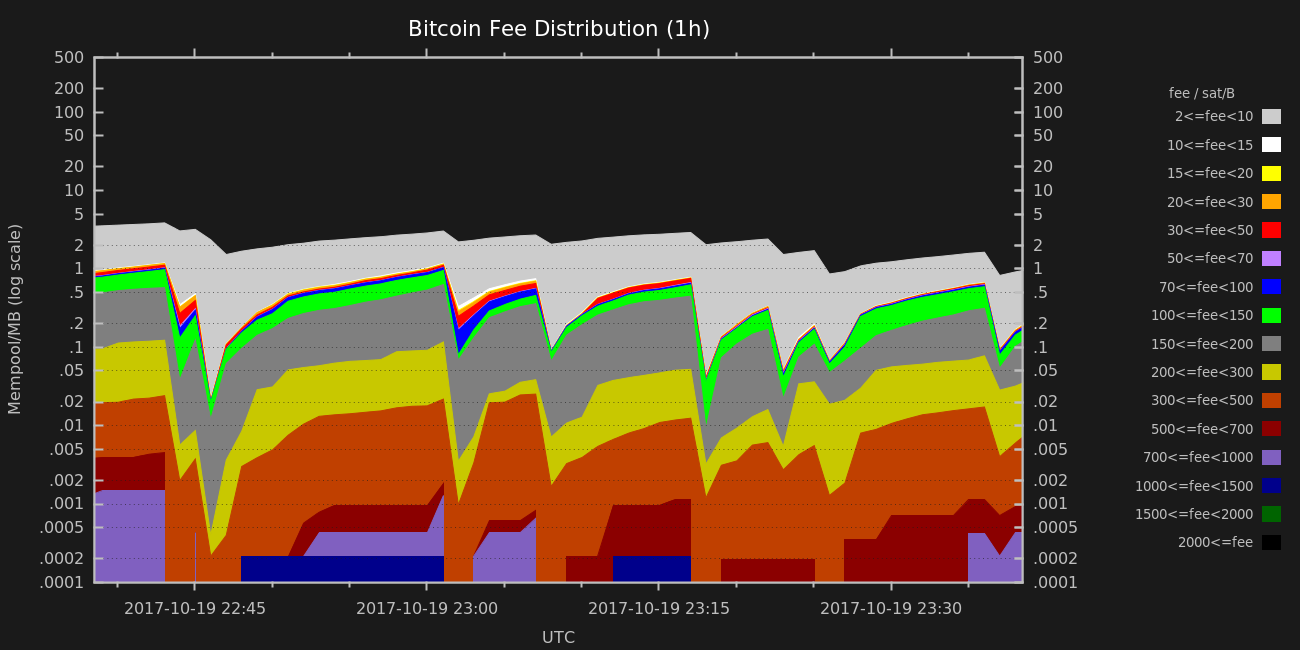 Bitcoin Fee Distribution (1h)
Mempool/MB (log scale)
500
200
100
50
20
10
5
2
1
.5
.2
.1
.05
.02
.01
.005
.002
.001
.0005
.0002
.0001
500
200
100
50
20
10
5
2
1
.5
.2
.1
.05
.02
.01
.005
.002
.001
.0005
.0002
.0001
2017-10-19 22:45
2017-10-19 23:00
2017-10-19 23:15
2017-10-19 23:30
UTC
fee / sat/B
2<=fee<10
10<=fee<15
15<=fee<20
20<=fee<30
30<=fee<50
50<=fee<70
70<=fee<100
100<=fee<150
150<=fee<200
200<=fee<300
300<=fee<500
500<=fee<700
700<=fee<1000
1000<=fee<1500
1500<=fee<2000
2000<=fee